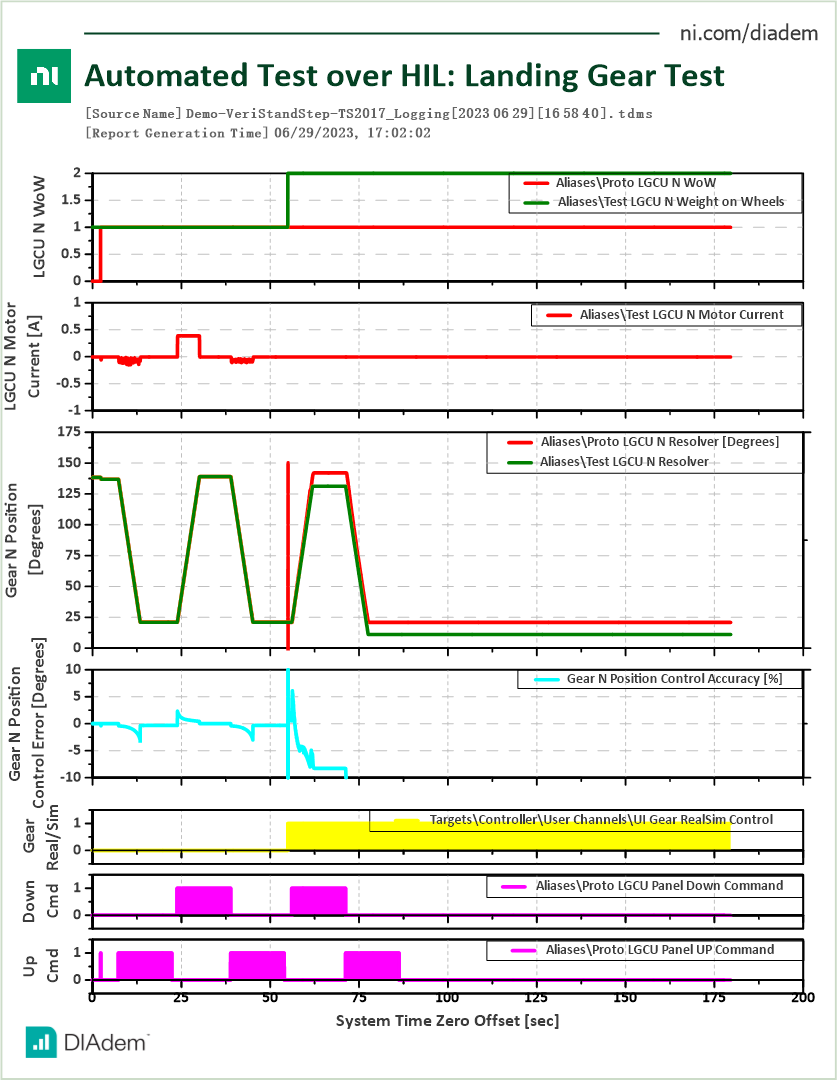 ni.com/diadem
ni
Automated Test over HIL: Landing Gear Test
[Source Name] Demo-VeriStandStep-TS2017_Logging[2023 06 29][16 58 40]. tdms
[Report Generation Time] 06/29/2023, 17:02:02
LGCU N WoW
2
1.5
1
0.5
0
Aliases\Proto LGCU N WoW
Aliases\Test LGCU N Weight on Wheels
LGCU N Motor
Current [A]
1
0.5
0
-0.5
-1
Aliases\Test LGCU N Motor Current
Gear N Position
[Degrees]
175
150
125
100
75
50
25
0
Aliases\Proto LGCU N Resolver [Degrees]
Aliases\Test LGCU N Resolver
Gear N Position
Control Error [Degrees]
10
5
0
-5
-10
Gear N Position Control Accuracy [%]
Gear
Real/Sim
1
0
Targets\Controller\User Channels\UI Gear RealSim Control
Down
Cmd
1
0
Aliases\Proto LGCU Panel Down Command
Up
Cmd
1
0
Aliases\Proto LGCU Panel UP Command
0 25 50 75 100 125 150 175 200
System Time Zero Offset [sec]
DIAdem™